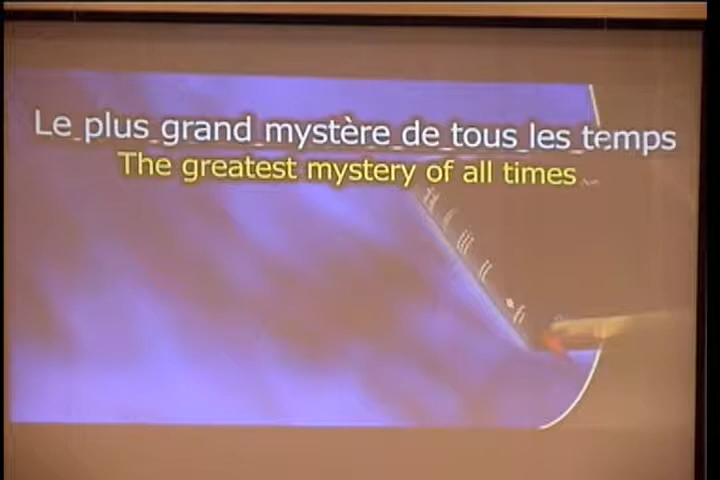 Le plus grand mystère de tous les temps
The greatest mystery of all times